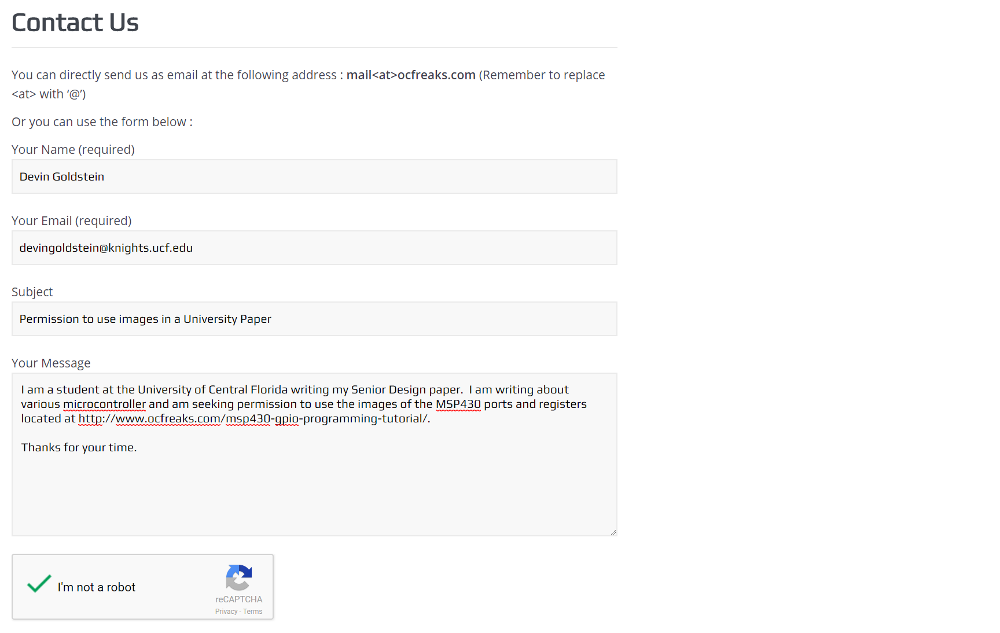 Contact Us
You can directly send us as email at the following address : mail<at>ocfreaks.com (Remember to replace
<at> with ‘@’)
Or you can use the form below :
Your Name (required)
Devin Goldstein
Your Email (required)
devingoldstein@knights.ucf.edu
Subject
Permission to use images in a University Paper
Your Message
I am a student at the University of Central Florida writing my Senior Design paper.  I am writing about
various microcontroller and am seeking permission to use the images of the MSP430 ports and registers
located at http://www.ocfreaks.com/msp430-gpio-programming-tutorial/.
Thanks for your time.
I'm not a robot
reCAPTCHA
Privacy - Terms